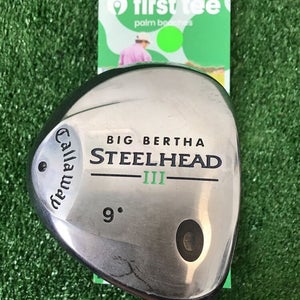 first tee
palm beaches
BIG BERTHA
STEELHEAD
III
Callaway
9°